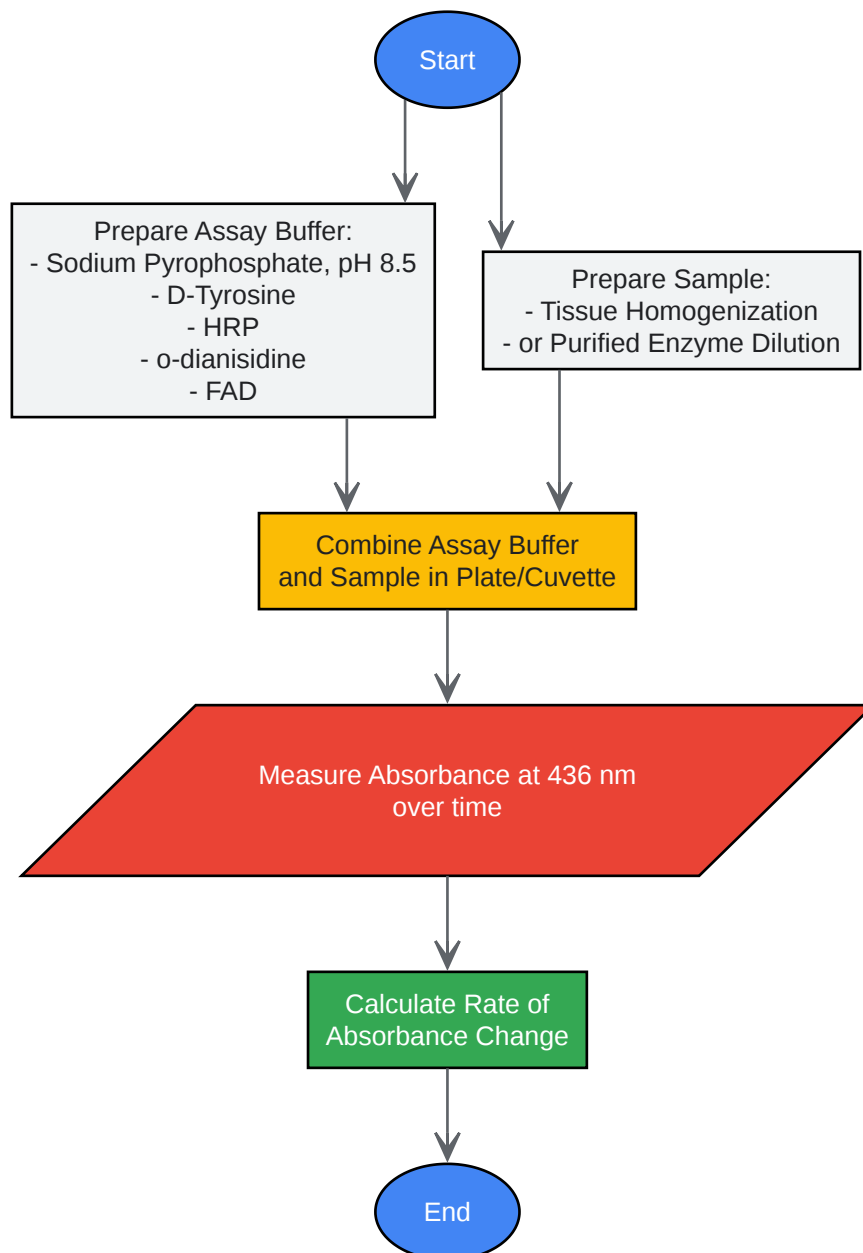 Start
Prepare Assay Buffer:
- Sodium Pyrophosphate, pH 8.5
- D-Tyrosine
- HRP
- o-dianisidine
- FAD
Prepare Sample:
- Tissue Homogenization
- or Purified Enzyme Dilution
Combine Assay Buffer
and Sample in Plate/Cuvette
Measure Absorbance at 436 nm
over time
Calculate Rate of
Absorbance Change
End